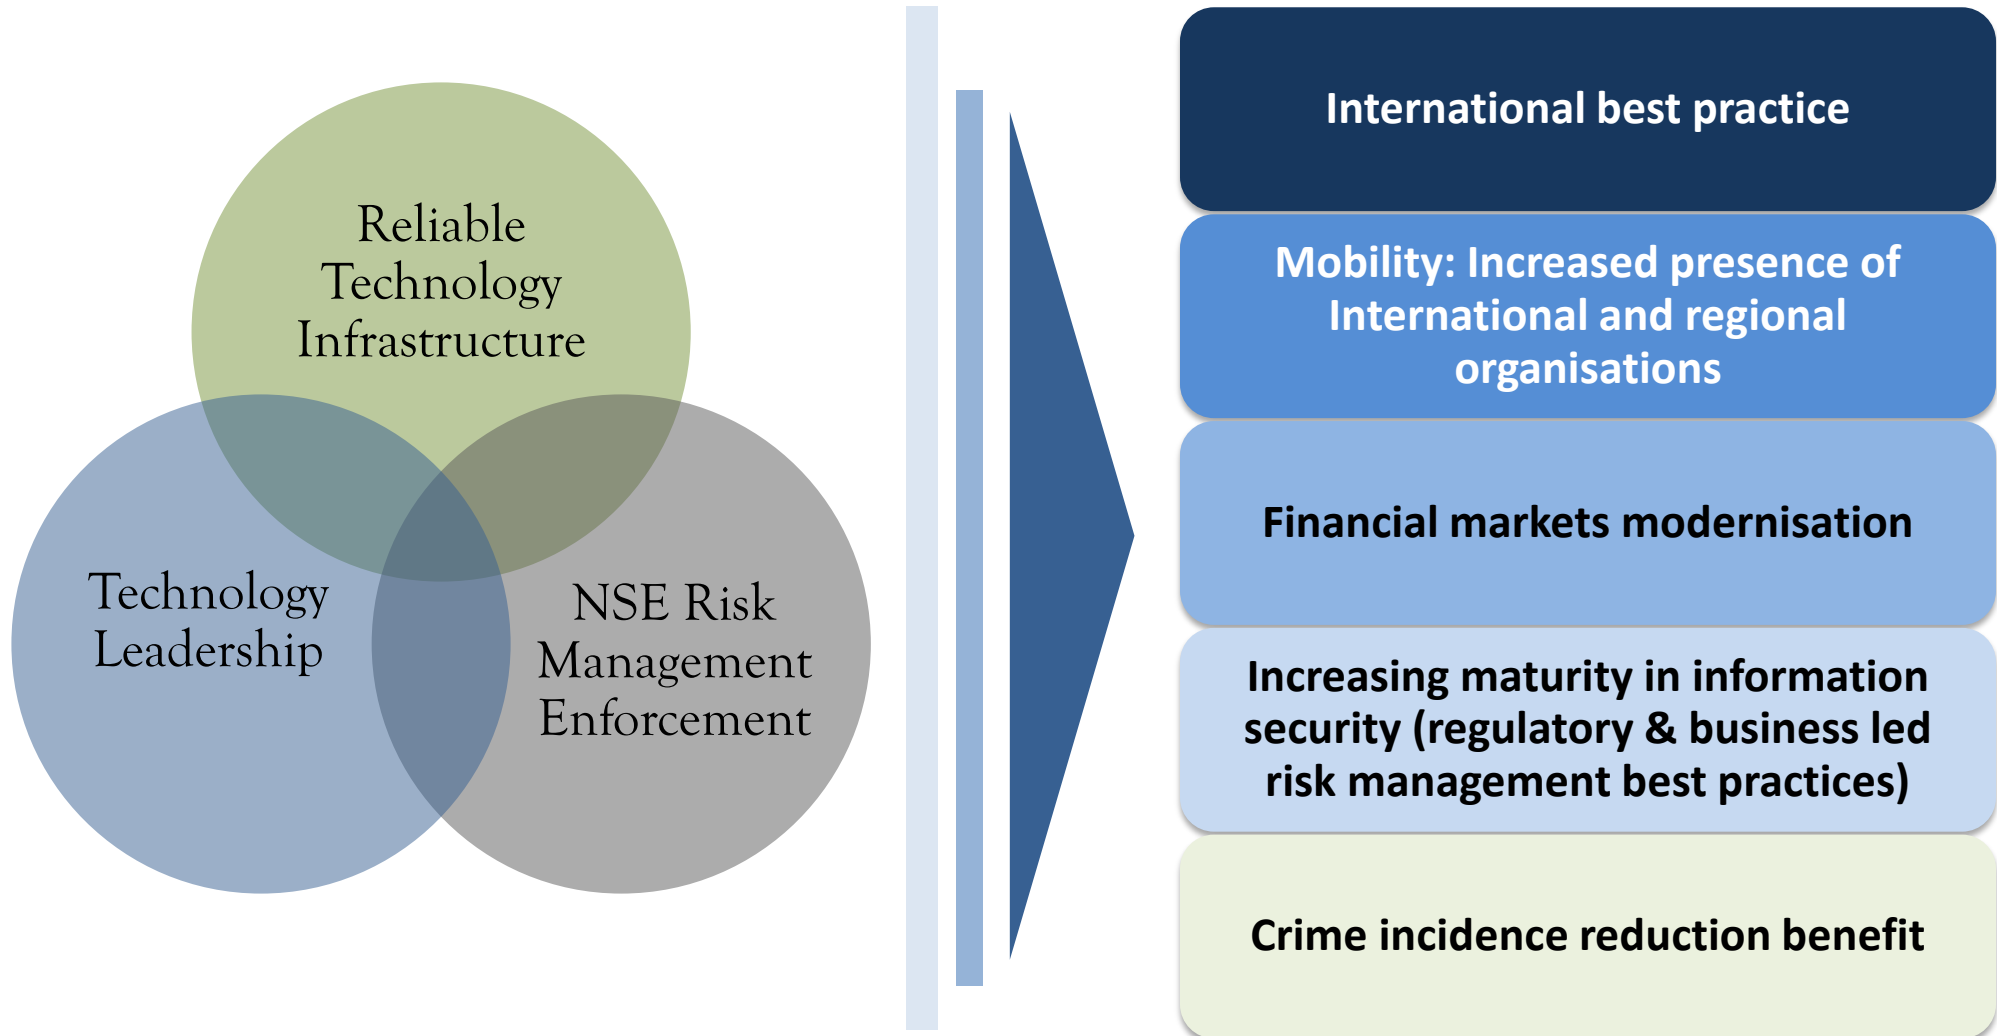 Reliable
Technology
Infrastructure
Technology
Leadership
NSE Risk
Management
Enforcement
International best practice
Mobility: Increased presence of
International and regional
organisations
Financial markets modernisation
Increasing maturity in information
security (regulatory & business led
risk management best practices)
Crime incidence reduction benefit